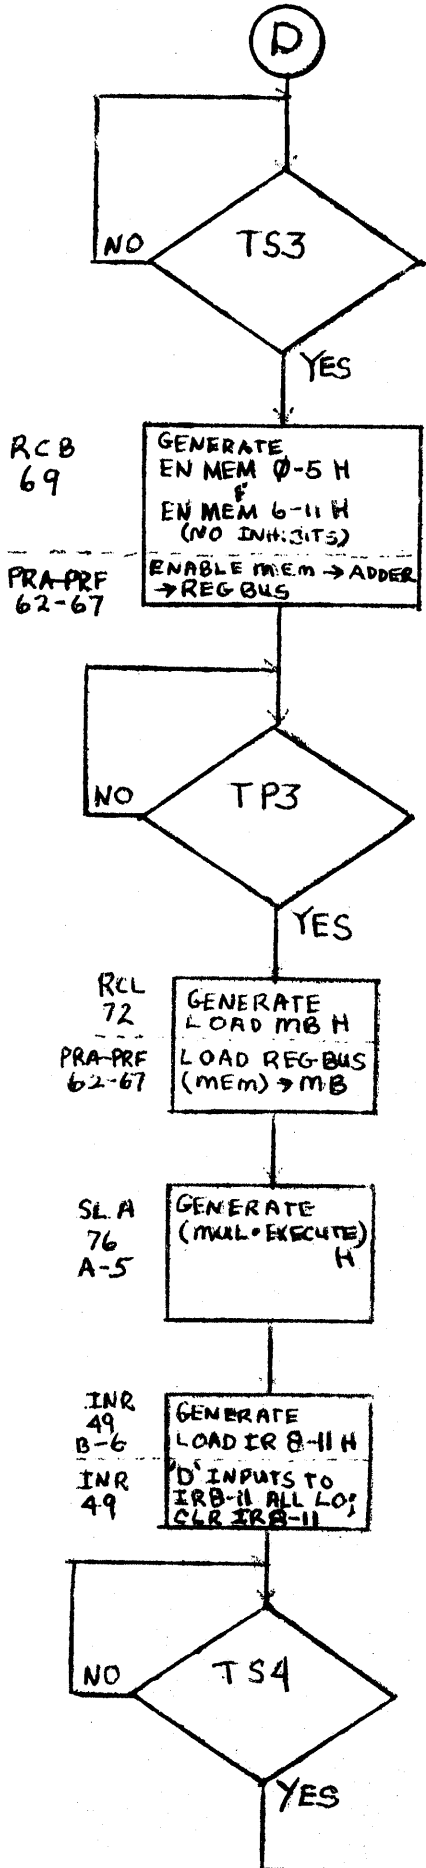 D
TS3
NO
YES
RCB
69
GENERATE
EN MEM Ø-5 H
&
EN MEM 6-11 H
(NO INHIBITS)
PRA-PRF
62-67
ENABLE MEM → ADDER
→ REG BUS
TP3
NO
YES
RCL
72
GENERATE
LOAD MB H
PRA-PRF
62-67
LOAD REG-BUS
(MEM) → MB
SLA
76
A-5
GENERATE
(MUL•EXECUTE)
H
INR
49
B-6
GENERATE
LOAD IR 8-11 H
INR
49
'D' INPUTS TO
IR8-11 ALL LO;
CLR IR8-11
TS4
NO
YES